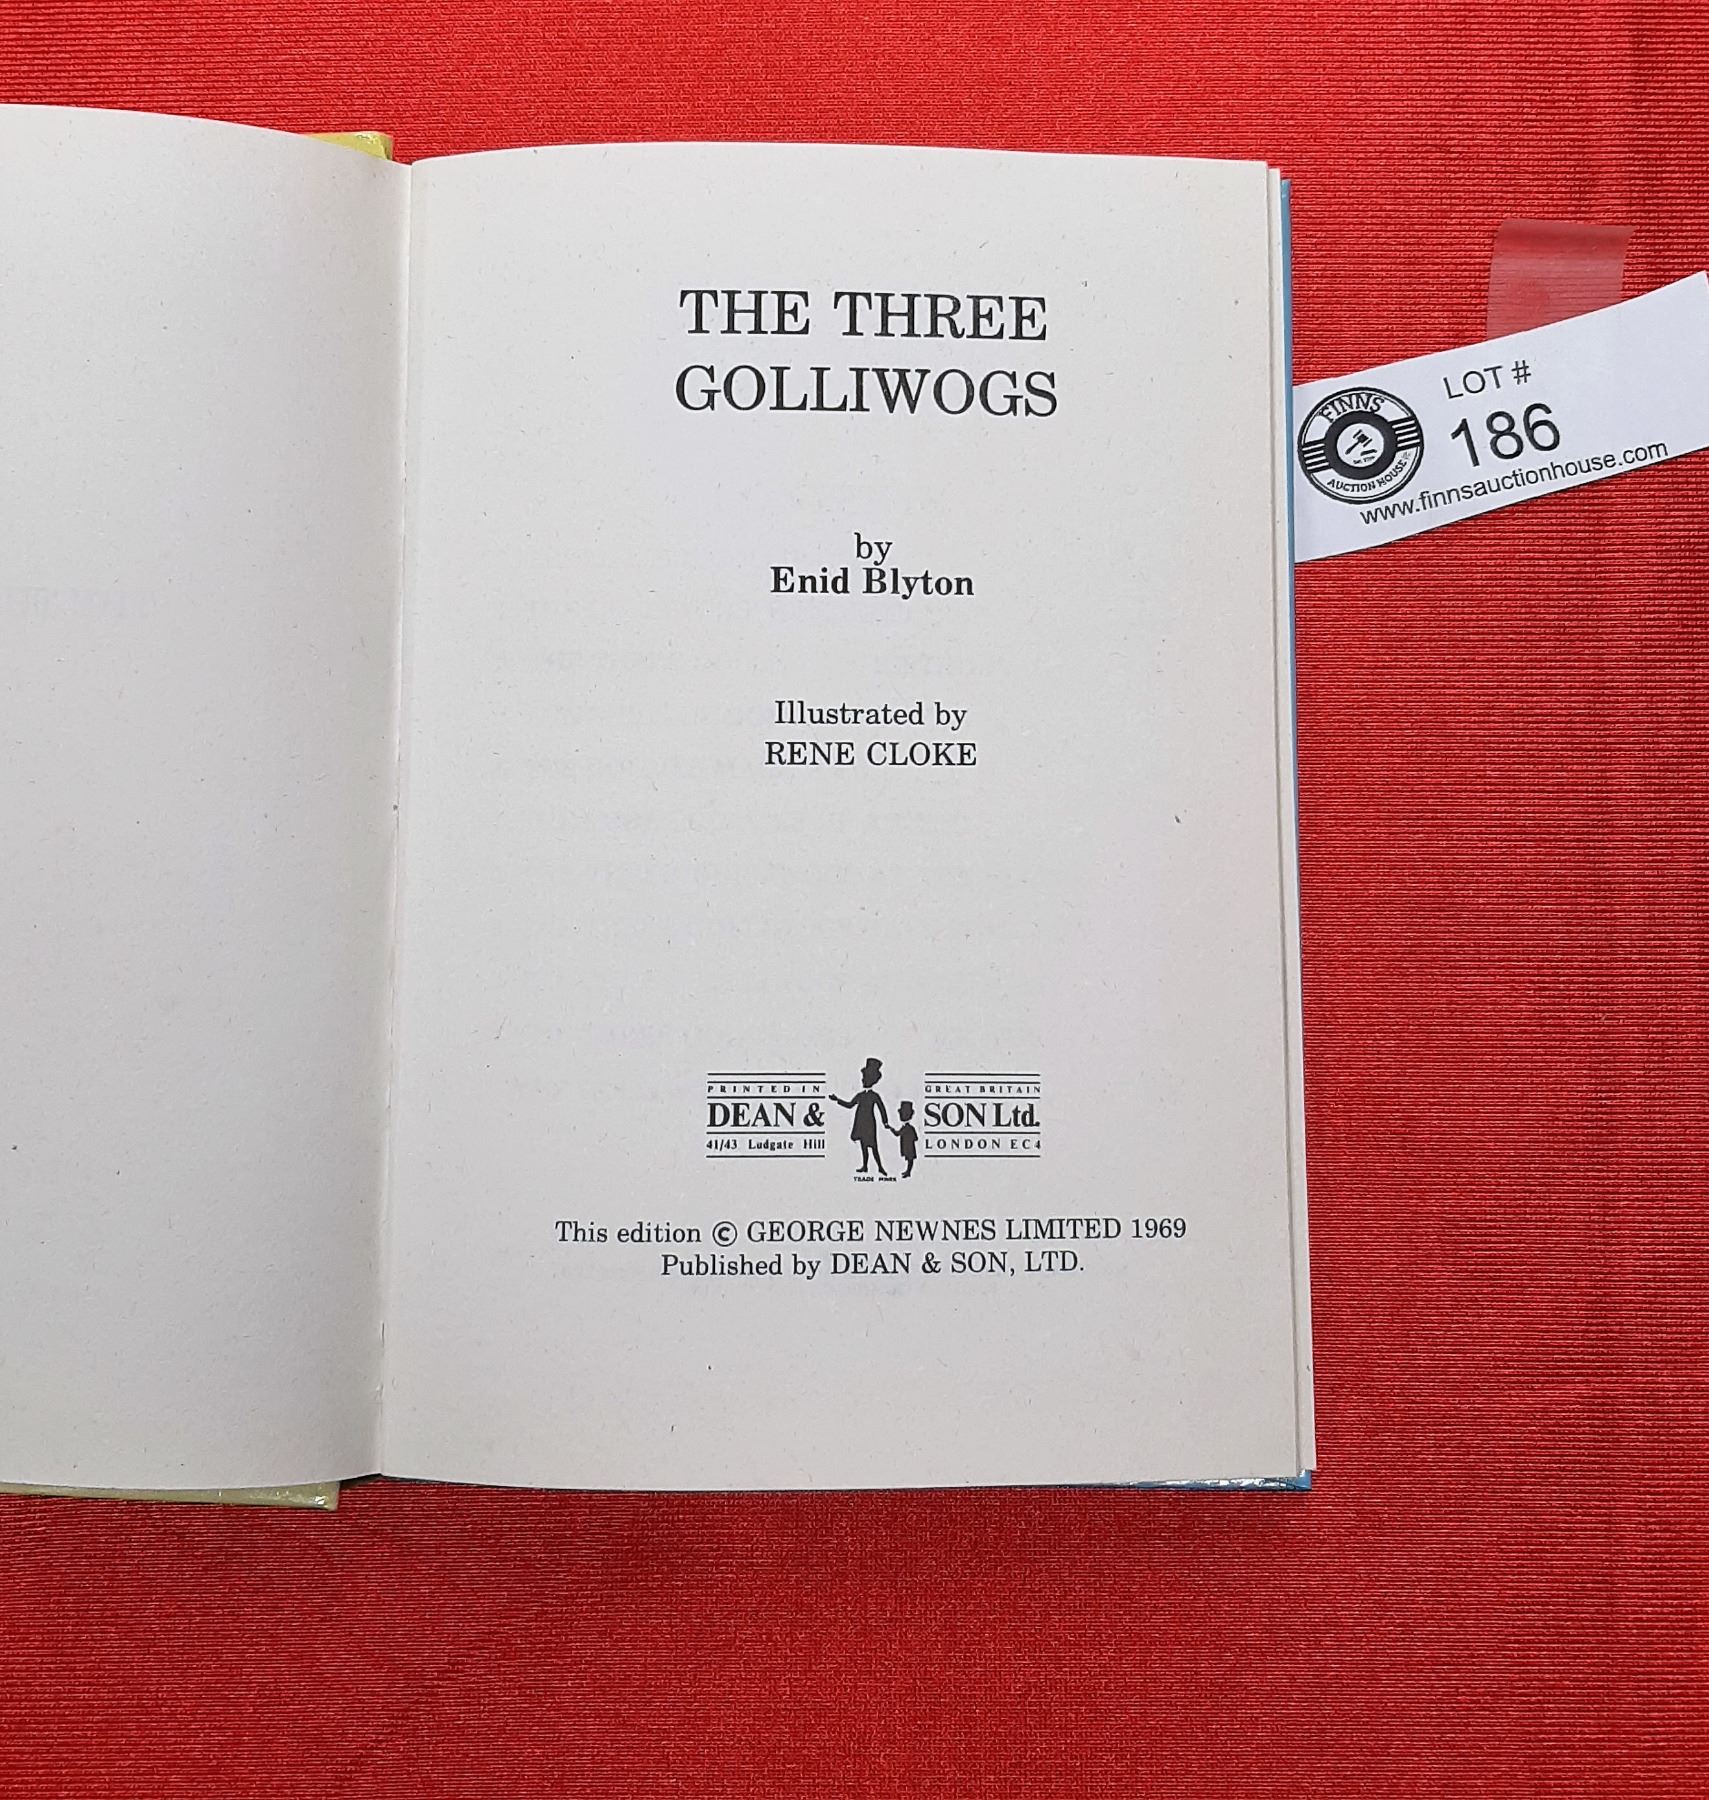 THE THREE
GOLLIWOGS
by
Enid Blyton
Illustrated by
RENE CLOKE
PRINTED IN GREAT BRITAIN
DEAN & SON Ltd.
41/43 Ludgate Hill LONDON EC4
TRADE MARK
This edition © GEORGE NEWNES LIMITED 1969
Published by DEAN & SON, LTD.
FINNS
AUCTION HOUSE
LOT #
186
www.finnsauctionhouse.com